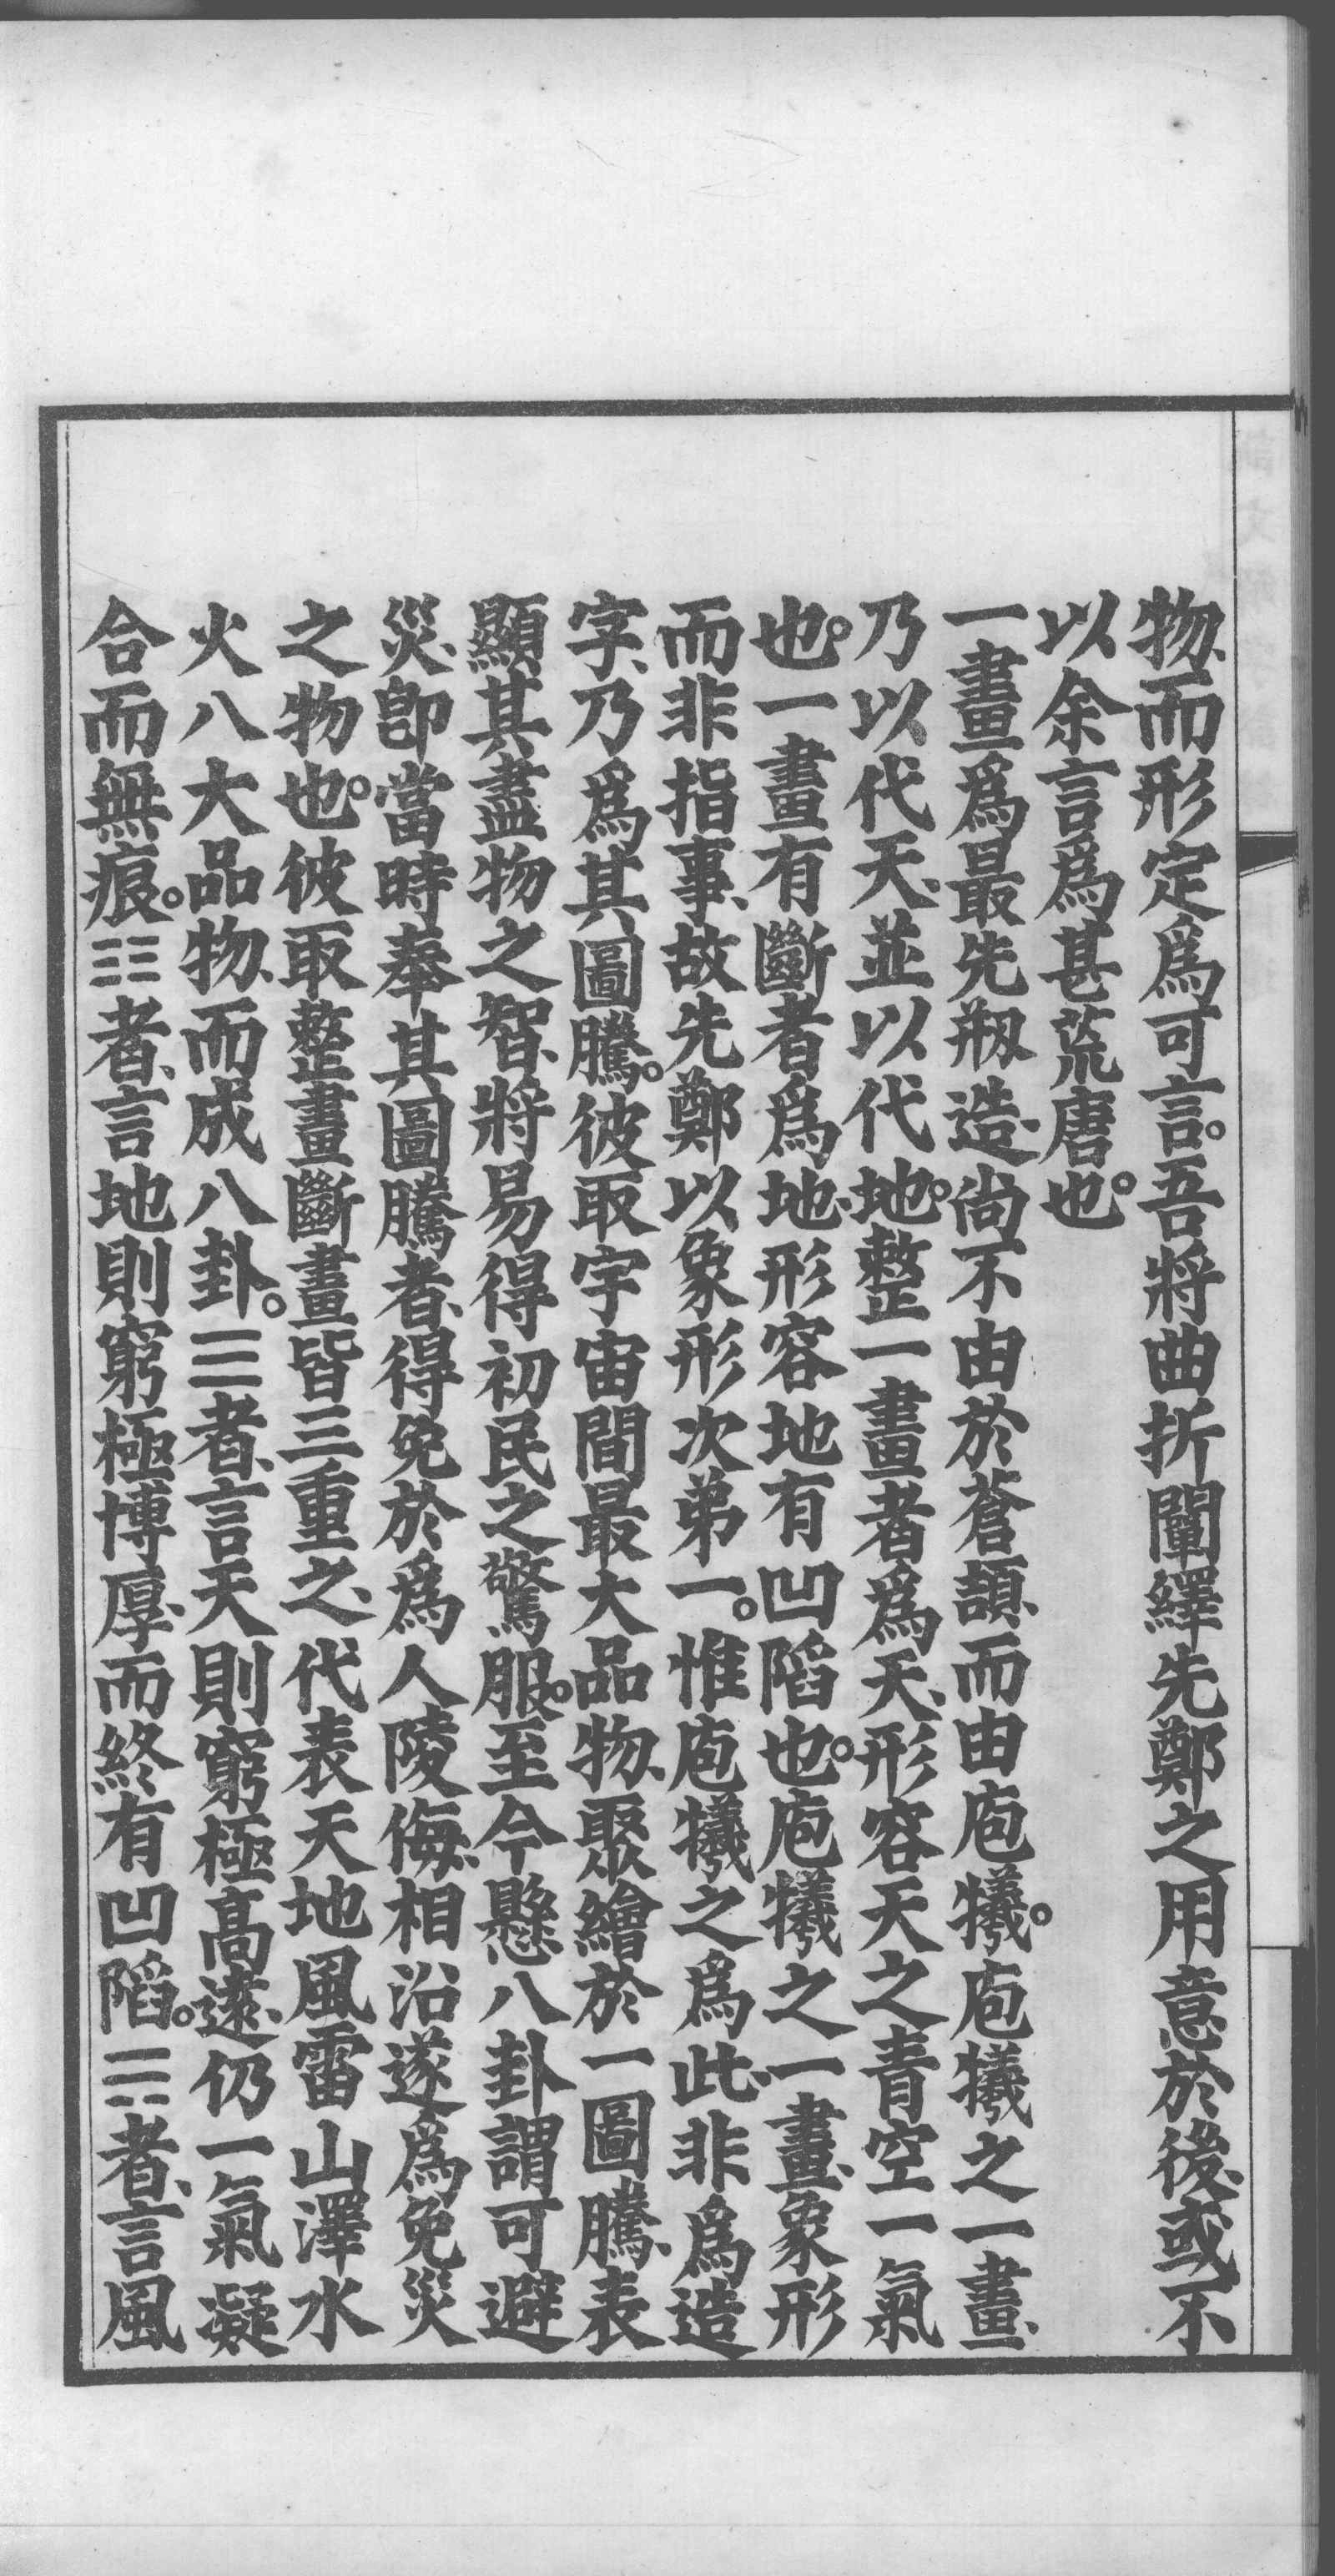 物、而形定爲可言。吾將曲折闡繹先鄭之用意於後、或不
以余言爲甚荒唐也。
一畫爲最先剏造、尙不由於蒼頡、而由庖犧。庖犧之一畫、
乃以代天、並以代地。整一畫者爲天、形容天之青空一氣
也。一畫有斷者爲地、形容地有凹陷也。庖犧之一畫、象形
而非指事、故先鄭以象形次弟一。惟庖犧之爲此、非爲造
字、乃爲其圖騰。彼取宇宙間最大品物、聚繪於一圖騰、表
顯其盡物之智、將易得初民之驚服。至今懸八卦謂可避
災、卽當時奉其圖騰者、得免於爲人陵侮、相沿遂爲免災
之物也。彼取整畫斷畫皆三重之、代表天地風雷山澤水
火八大品物、而成八卦。☰者、言天則窮極高遠、仍一氣凝
合而無痕。☷者、言地則窮極博厚、而終有凹陷。☴者、言風